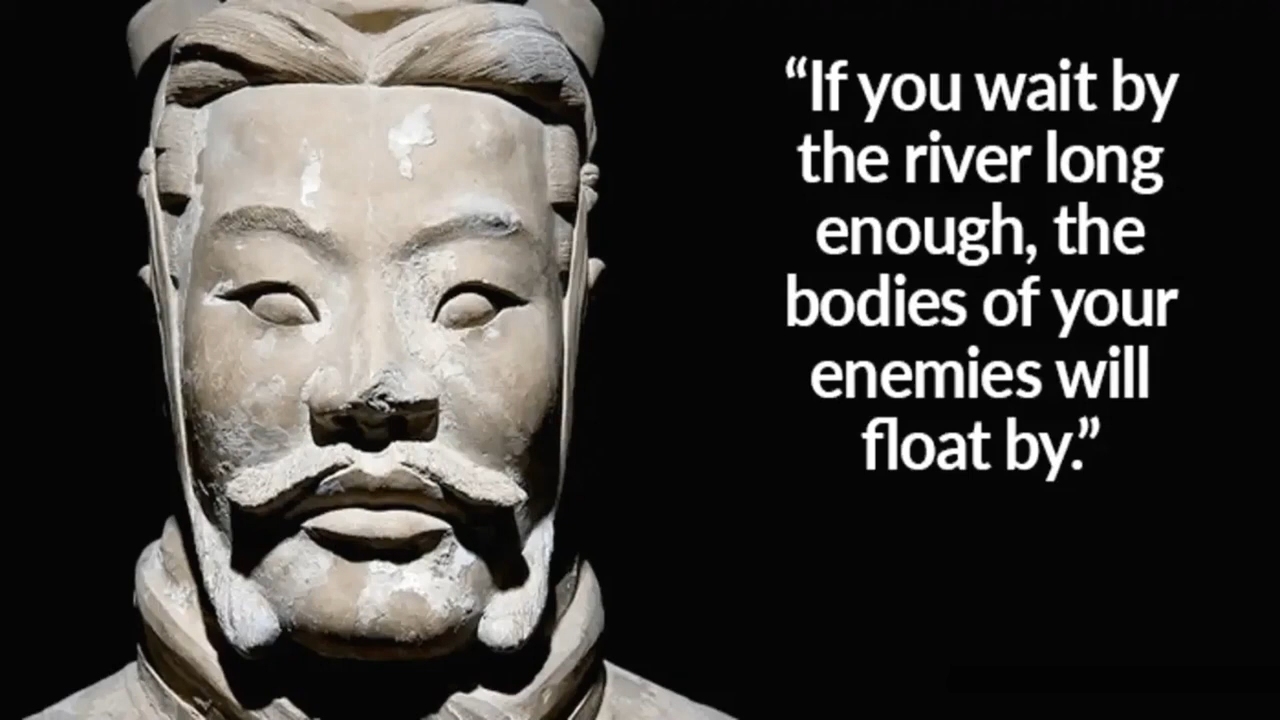 “If you wait by
the river long
enough, the
bodies of your
enemies will
float by.”